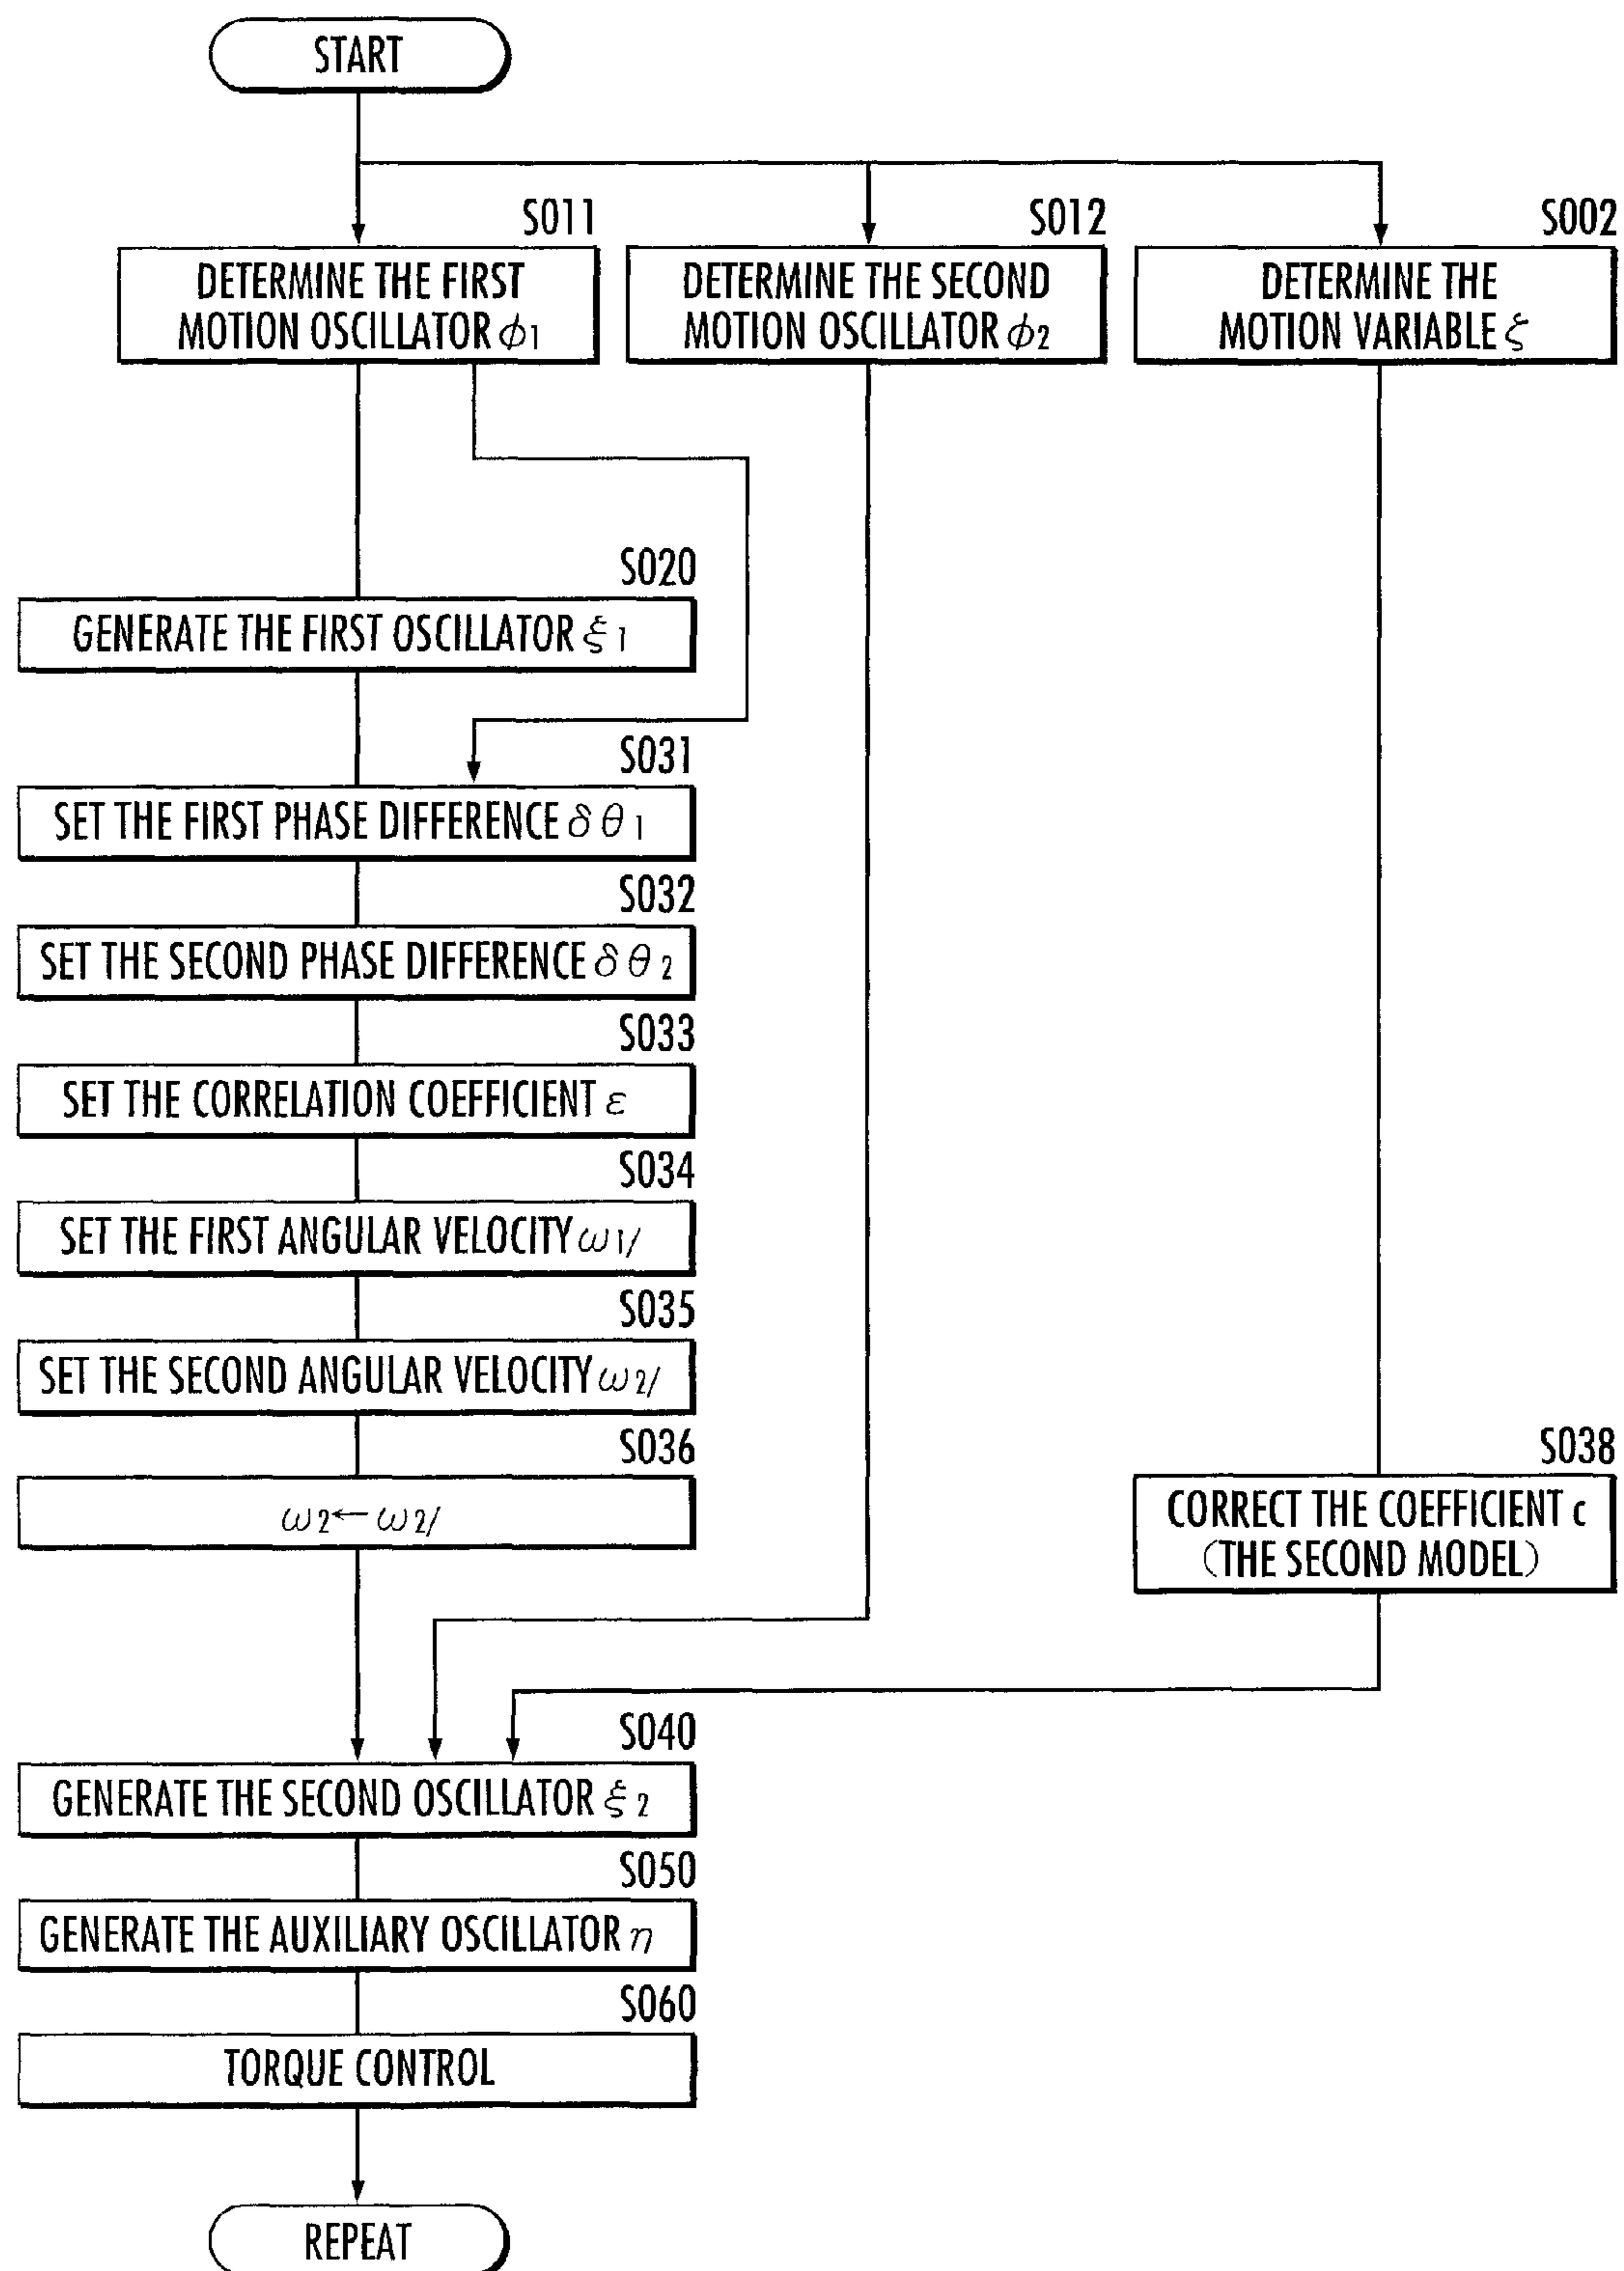 START
S011
DETERMINE THE FIRST
MOTION OSCILLATOR ϕ1
S012
DETERMINE THE SECOND
MOTION OSCILLATOR ϕ2
S002
DETERMINE THE
MOTION VARIABLE ζ
S020
GENERATE THE FIRST OSCILLATOR ξ1
S031
SET THE FIRST PHASE DIFFERENCE δθ1
S032
SET THE SECOND PHASE DIFFERENCE δθ2
S033
SET THE CORRELATION COEFFICIENT ε
S034
SET THE FIRST ANGULAR VELOCITY ω1/
S035
SET THE SECOND ANGULAR VELOCITY ω2/
S036
ω2←ω2/
S038
CORRECT THE COEFFICIENT c
(THE SECOND MODEL)
S040
GENERATE THE SECOND OSCILLATOR ξ2
S050
GENERATE THE AUXILIARY OSCILLATOR η
S060
TORQUE CONTROL
REPEAT